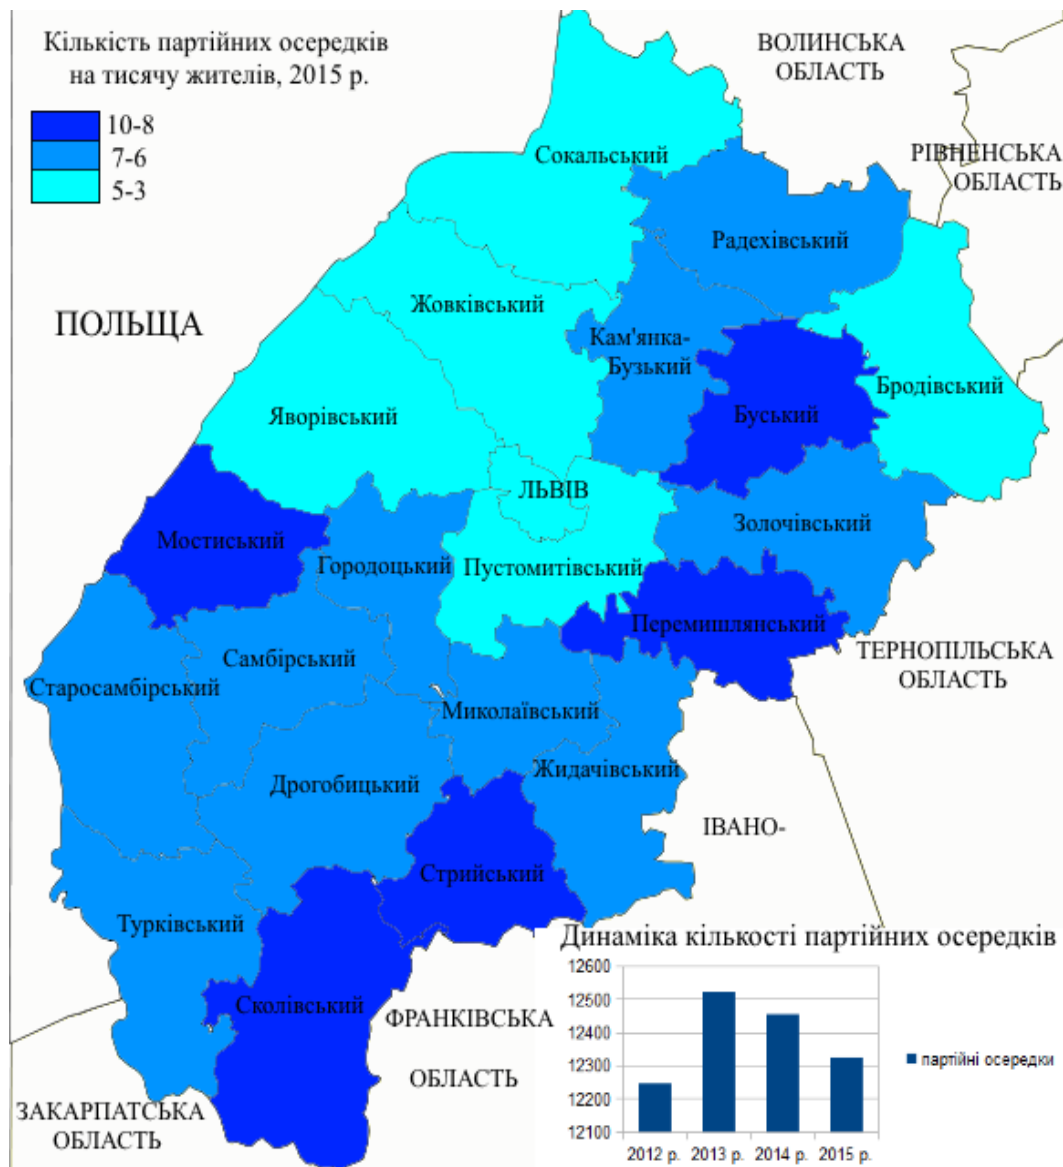 Кількість партійних осередків
на тисячу жителів, 2015 р.
10-8
7-6
5-3
ВОЛИНСЬКА
ОБЛАСТЬ
РІВНЕНСЬКА
ОБЛАСТЬ
ПОЛЬЩА
Сокальський
Радехівський
Жовківський
Кам'янка-
Бузький
Бродівський
Яворівський
Буський
ЛЬВІВ
Золочівський
Мостиський
Городоцький
Пустомитівський
Перемишлянський
ТЕРНОПІЛЬСЬКА
ОБЛАСТЬ
Самбірський
Старосамбірський
Миколаївський
Дрогобицький
Жидачівський
ІВАНО-
Стрийський
Турківський
Сколівський
ФРАНКІВСЬКА
ОБЛАСТЬ
ЗАКАРПАТСЬКА
ОБЛАСТЬ
Динаміка кількості партійних осередків
12600
12500
12400
12300
12200
12100
2012 р. 2013 р. 2014 р. 2015 р.
партійні осередки